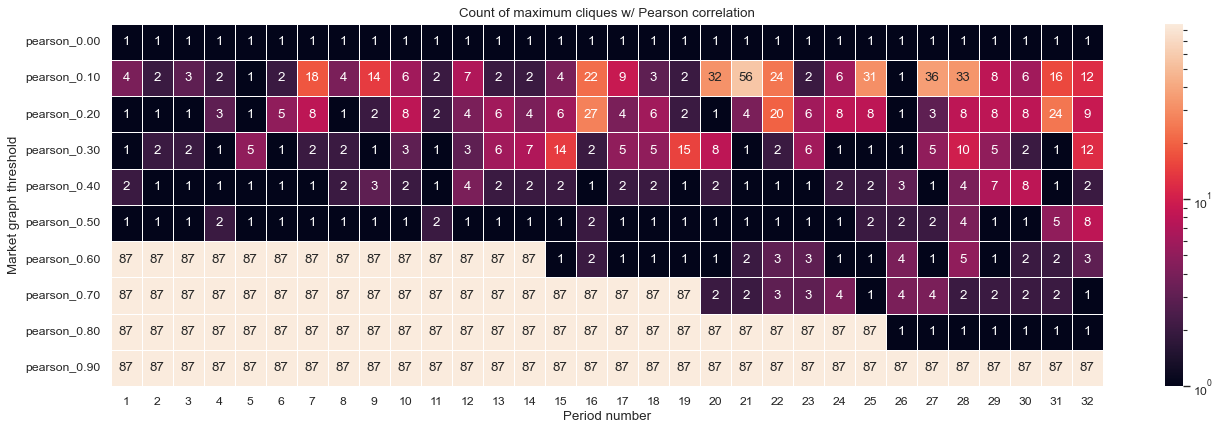 Count of maximum cliques w/ Pearson correlation
Market graph threshold
pearson_0.00 1 1 1 1 1 1 1 1 1 1 1 1 1 1 1 1 1 1 1 1 1 1 1 1 1 1 1 1 1 1 1 1
pearson_0.10 4 2 3 2 1 2 18 4 14 6 2 7 2 2 4 22 9 3 2 32 56 24 2 6 31 1 36 33 8 6 16 12
pearson_0.20 1 1 1 3 1 5 8 1 2 8 2 4 6 4 6 27 4 6 2 1 4 20 6 8 8 1 3 8 8 8 24 9
pearson_0.30 1 2 2 1 5 1 2 2 1 3 1 3 6 7 14 2 5 5 15 8 1 2 6 1 1 1 5 10 5 2 1 12
pearson_0.40 2 1 1 1 1 1 1 2 3 2 1 4 2 2 2 1 2 2 1 2 1 1 1 2 2 3 1 4 7 8 1 2
pearson_0.50 1 1 1 2 1 1 1 1 1 1 2 1 1 1 1 2 1 1 1 1 1 1 1 1 2 2 2 4 1 1 5 8
pearson_0.60 87 87 87 87 87 87 87 87 87 87 87 87 87 87 1 2 1 1 1 1 2 3 3 1 1 4 1 5 1 2 2 3
pearson_0.70 87 87 87 87 87 87 87 87 87 87 87 87 87 87 87 87 87 87 87 2 2 3 3 4 1 4 4 2 2 2 2 1
pearson_0.80 87 87 87 87 87 87 87 87 87 87 87 87 87 87 87 87 87 87 87 87 87 87 87 87 87 1 1 1 1 1 1 1
pearson_0.90 87 87 87 87 87 87 87 87 87 87 87 87 87 87 87 87 87 87 87 87 87 87 87 87 87 87 87 87 87 87 87 87
1 2 3 4 5 6 7 8 9 10 11 12 13 14 15 16 17 18 19 20 21 22 23 24 25 26 27 28 29 30 31 32
Period number
10¹
10⁰